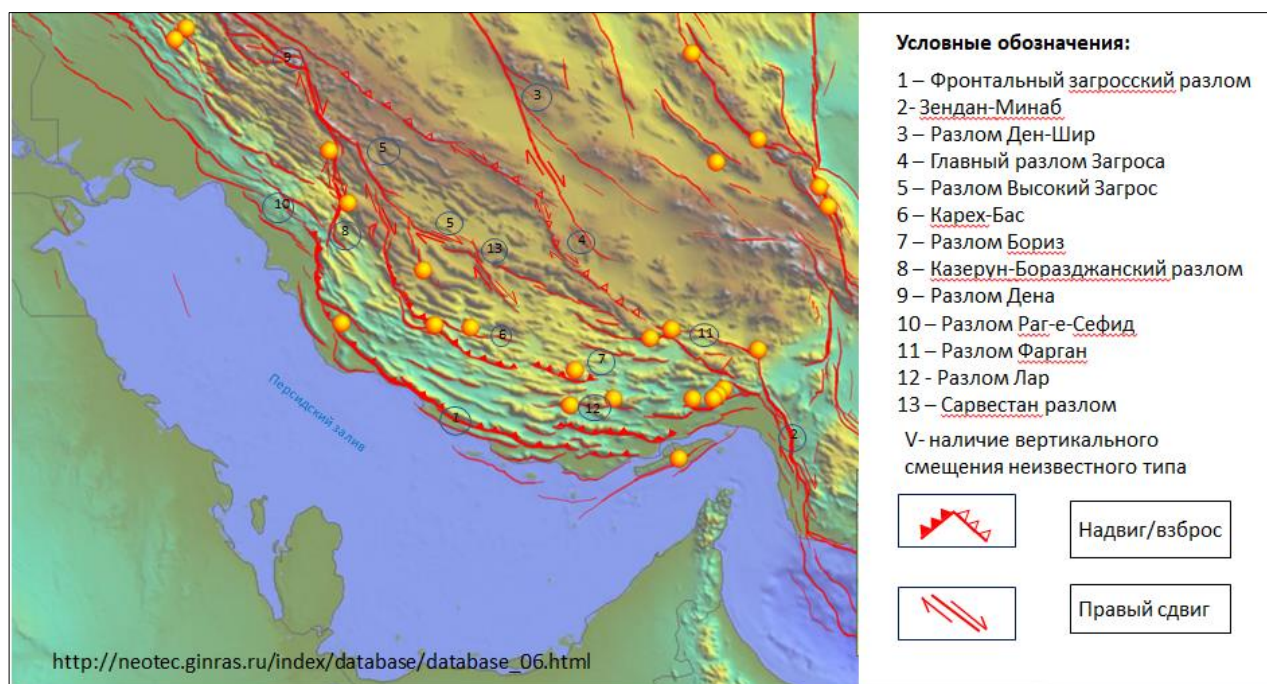 9
3
5
10
8
5
13
4
6
11
7
12
1
2
Персидский залив
http://neotec.ginras.ru/index/database/database_06.html
Условные обозначения:
1 – Фронтальный загросский разлом
2- Зендан-Минаб
3 – Разлом Ден-Шир
4 – Главный разлом Загроса
5 – Разлом Высокий Загрос
6 – Карех-Бас
7 – Разлом Бориз
8 – Казерун-Боразджанский разлом
9 – Разлом Дена
10 – Разлом Раг-е-Сефид
11 – Разлом Фарган
12 - Разлом Лар
13 – Сарвестан разлом
V- наличие вертикального
смещения неизвестного типа
Надвиг/взброс
Правый сдвиг